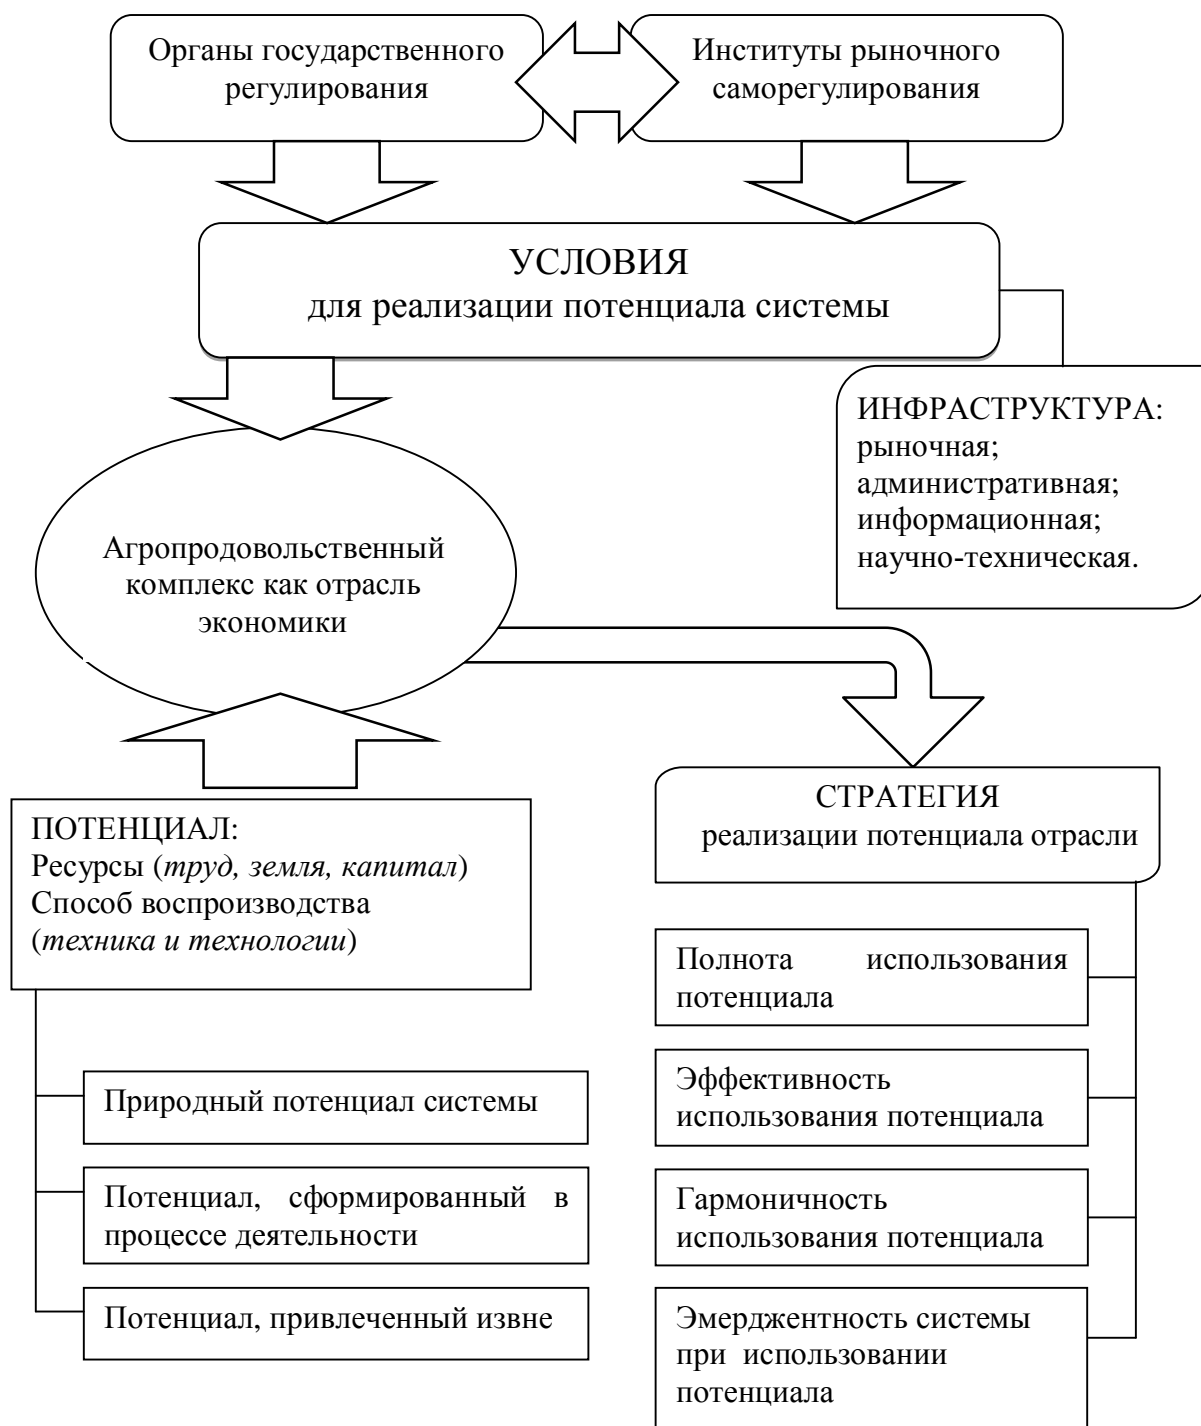 Органы государственного
регулирования
Институты рыночного
саморегулирования
УСЛОВИЯ
для реализации потенциала системы
ИНФРАСТРУКТУРА:
рыночная;
административная;
информационная;
научно-техническая.
Агропродовольственный
комплекс как отрасль
экономики
ПОТЕНЦИАЛ:
Ресурсы (труд, земля, капитал)
Способ воспроизводства
(техника и технологии)
СТРАТЕГИЯ
реализации потенциала отрасли
Природный потенциал системы
Потенциал, сформированный в
процессе деятельности
Потенциал, привлеченный извне
Полнота использования
потенциала
Эффективность
использования потенциала
Гармоничность
использования потенциала
Эмерджентность системы
при использовании
потенциала